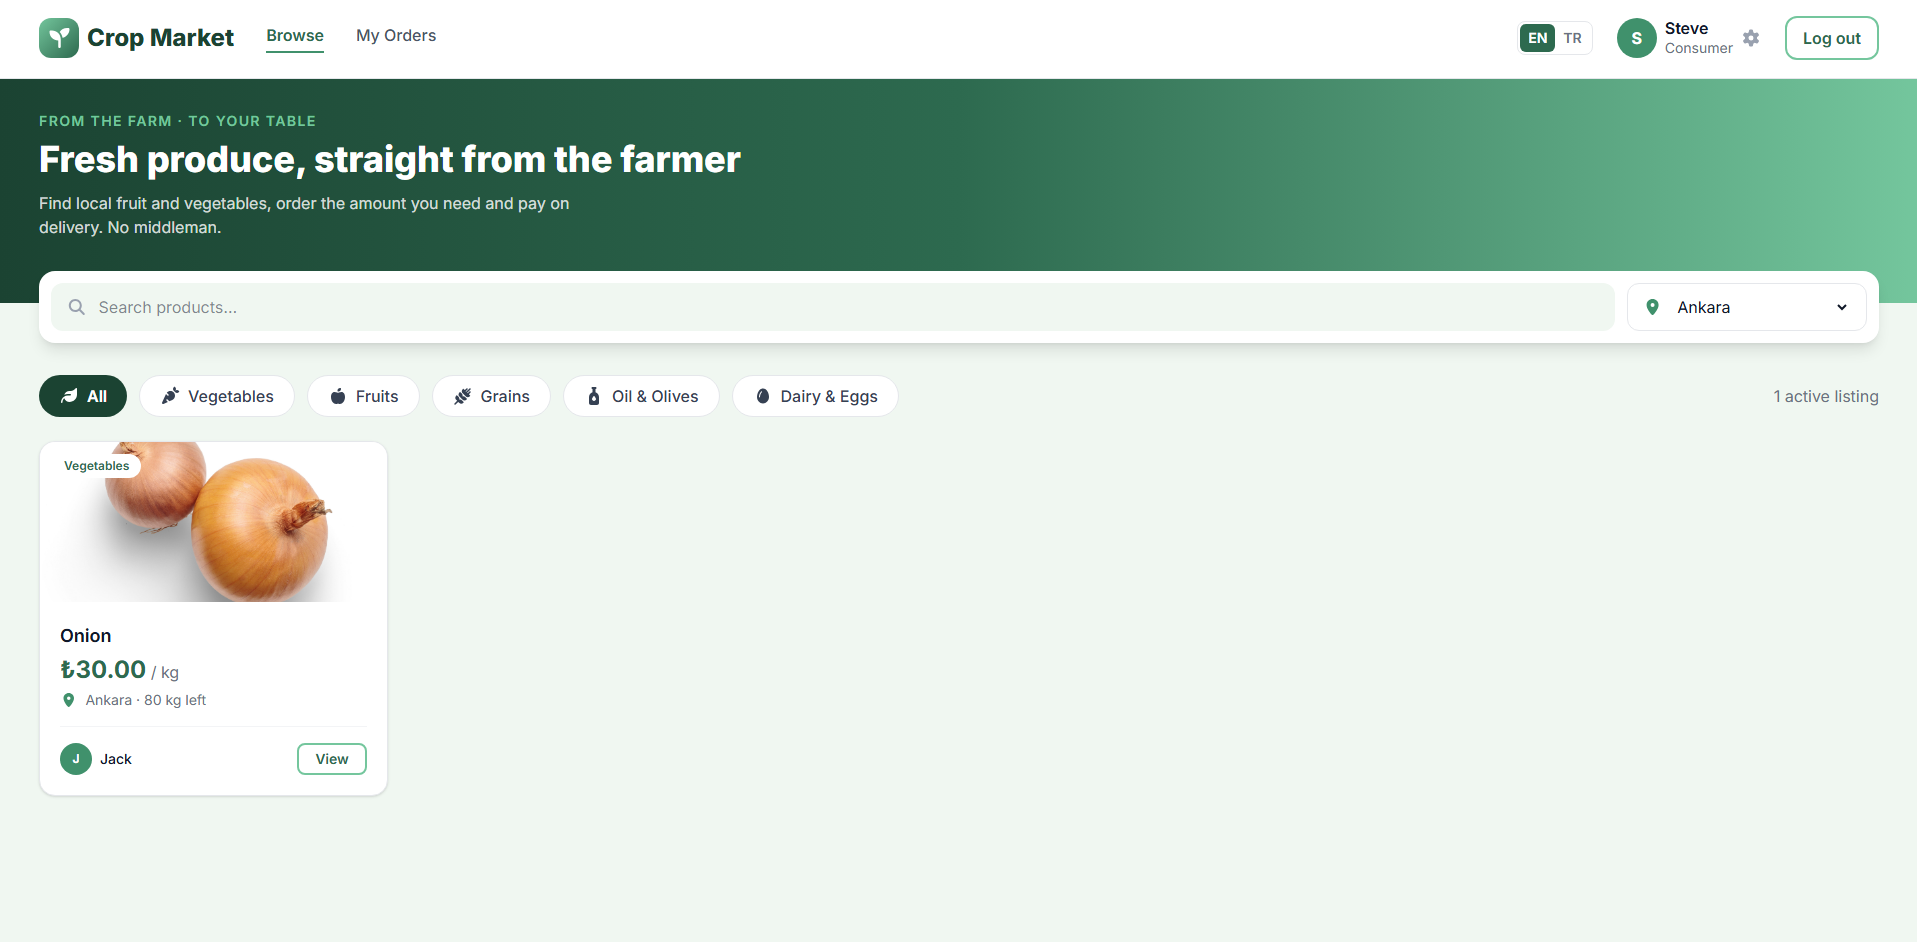 Crop Market
Browse
My Orders
EN
TR
S
Steve
Consumer
Log out
FROM THE FARM · TO YOUR TABLE
Fresh produce, straight from the farmer
Find local fruit and vegetables, order the amount you need and pay on
delivery. No middleman.
Search products...
Ankara
All
Vegetables
Fruits
Grains
Oil & Olives
Dairy & Eggs
1 active listing
Vegetables
Onion
₺30.00 / kg
Ankara · 80 kg left
J
Jack
View